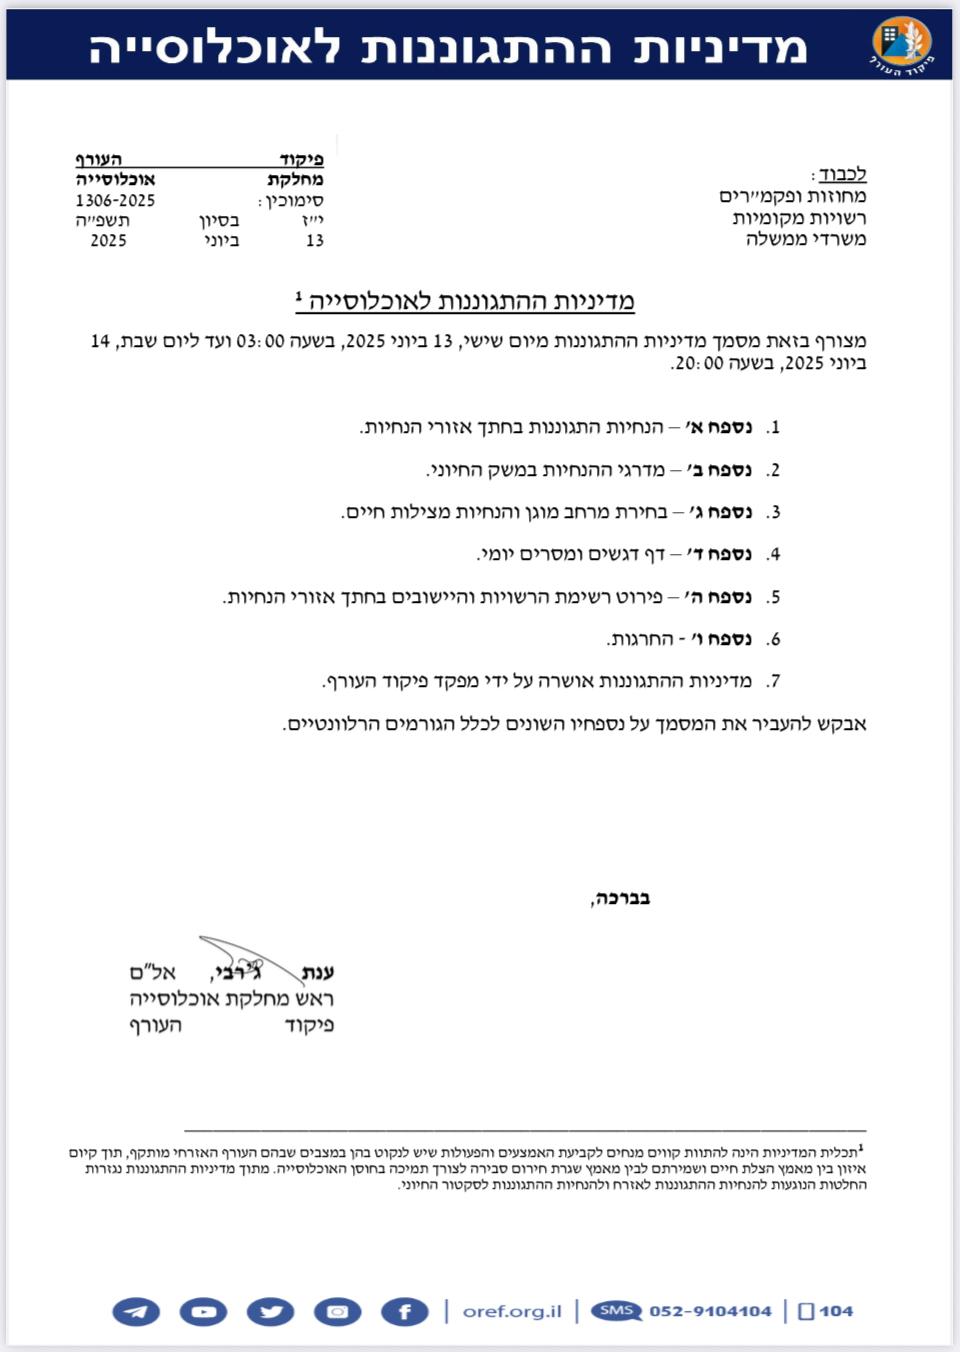 מדיניות ההתגוננות לאוכלוסייה
פיקוד העורף
לכבוד:
מחוזות ופקמ״רים
רשויות מקומיות
משרדי ממשלה
פיקוד העורף
מחלקת אוכלוסייה
סימוכין: 1306-2025
י״ז בסיון תשפ״ה
13 ביוני 2025
מדיניות ההתגוננות לאוכלוסייה 1
מצורף בזאת מסמך מדיניות ההתגוננות מיום שישי, 13 ביוני 2025, בשעה 03:00 ועד ליום שבת, 14
ביוני 2025, בשעה 20:00.
1. נספח א׳ – הנחיות התגוננות בחתך אזורי הנחיות.
2. נספח ב׳ – מדרגי ההנחיות במשק החיוני.
3. נספח ג׳ – בחירת מרחב מוגן והנחיות מצילות חיים.
4. נספח ד׳ – דף דגשים ומסרים יומי.
5. נספח ה׳ – פירוט רשימת הרשויות והיישובים בחתך אזורי הנחיות.
6. נספח ו׳ - החרגות.
7. מדיניות ההתגוננות אושרה על ידי מפקד פיקוד העורף.
אבקש להעביר את המסמך על נספחיו השונים לכלל הגורמים הרלוונטיים.
בברכה,
ענת ג׳רבי, אל״ם
ראש מחלקת אוכלוסייה
פיקוד העורף
1 תכלית המדיניות הינה להתוות קווים מנחים לקביעת האמצעים והפעולות שיש לנקוט בהן במצבים שבהם העורף האזרחי מותקף, תוך קיום
איזון בין מאמץ הצלת חיים ושמירתם לבין מאמץ שגרת חירום סבירה לצורך תמיכה בחוסן האוכלוסייה. מתוך מדיניות ההתגוננות נגזרות
החלטות הנוגעות להנחיות ההתגוננות לאזרח ולהנחיות ההתגוננות לסקטור החיוני.
oref.org.il | SMS 052-9104104 | 104